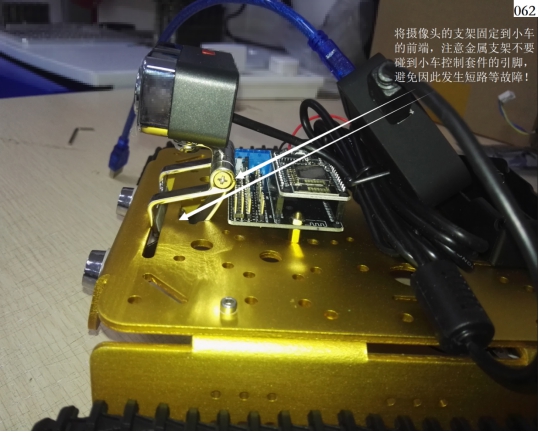 062
将摄像头的支架固定到小车
的前端，注意金属支架不要
碰到小车控制套件的引脚，
避免因此发生短路等故障！